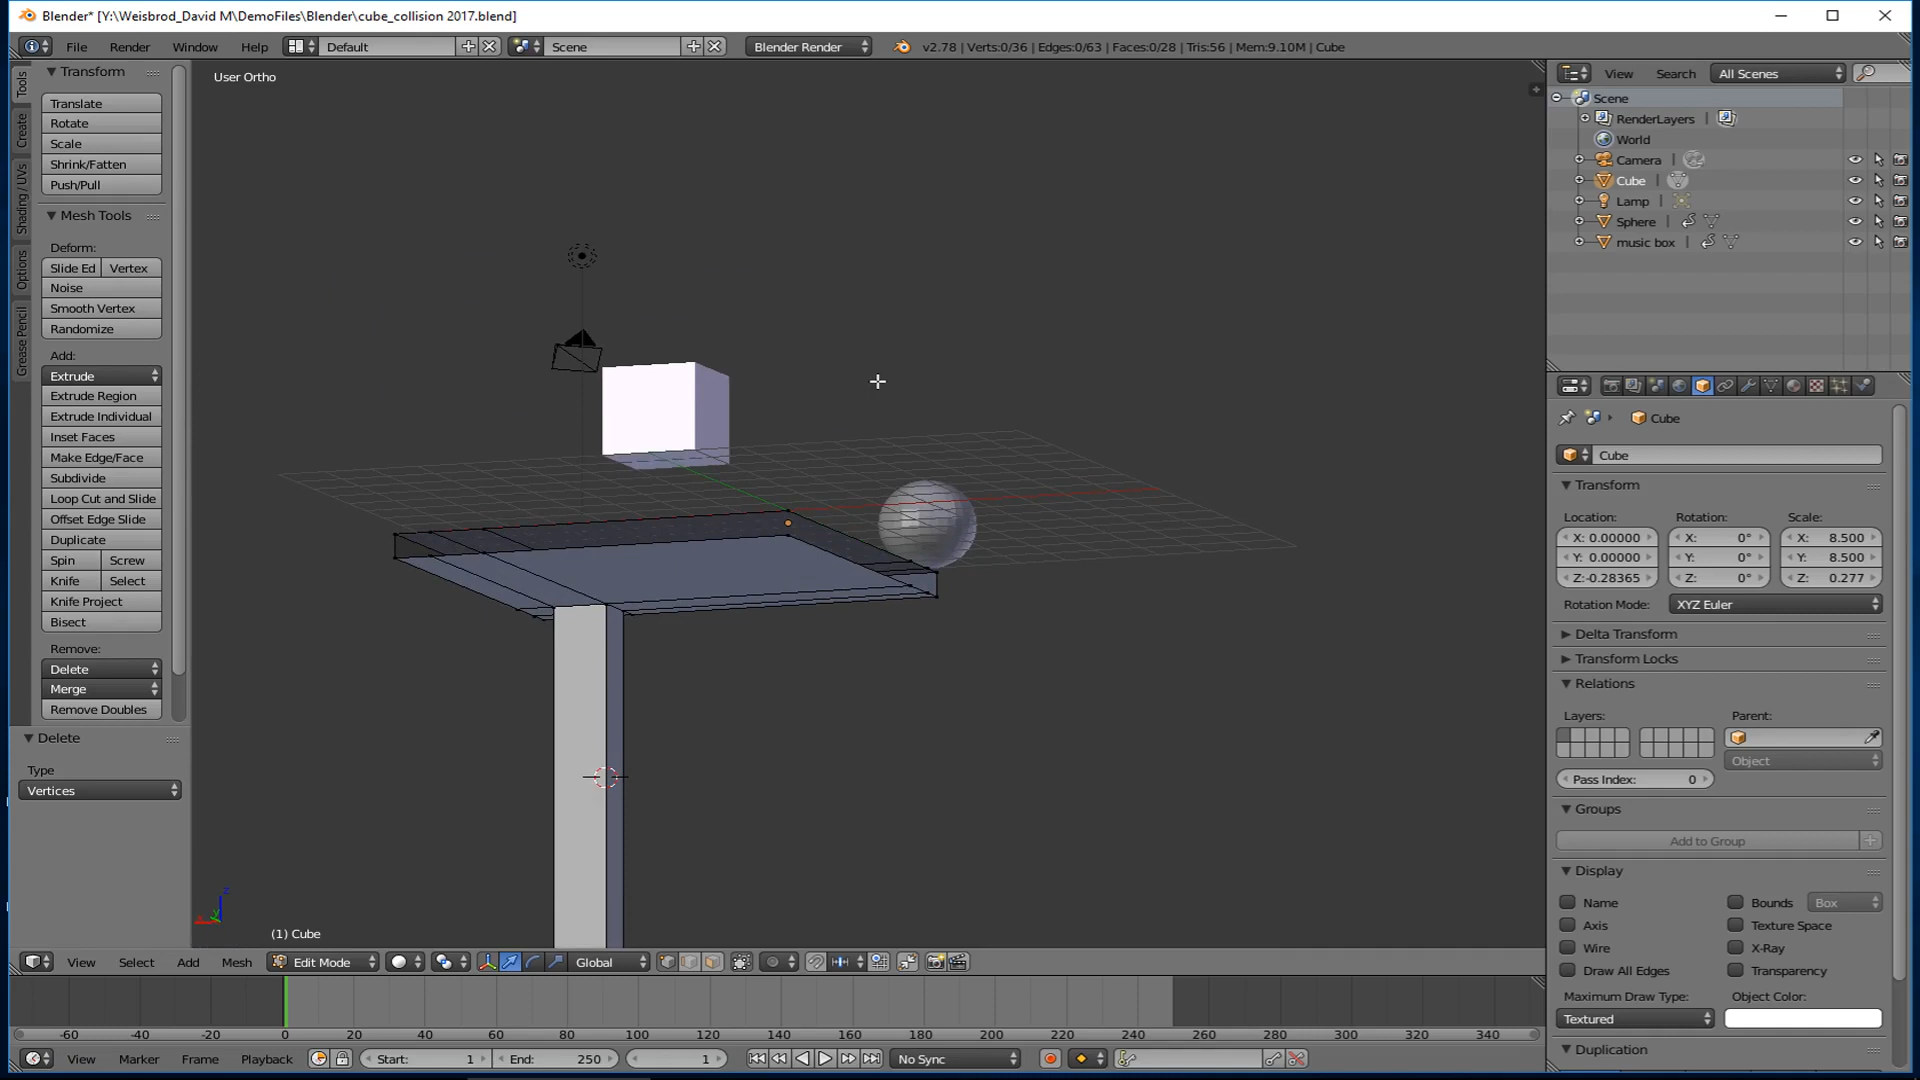 Blender* [Y:\Weisbrod_David M\DemoFiles\Blender\cube_collision 2017.blend]
File Render Window Help Default Scene Blender Render v2.78 | Verts:0/36 | Edges:0/63 | Faces:0/28 | Tris:56 | Mem:9.10M | Cube
Tools
Create
Shading / UVs
Options
Grease Pencil
Transform
Translate
Rotate
Scale
Shrink/Fatten
Push/Pull
Mesh Tools
Deform:
Slide Ed Vertex
Noise
Smooth Vertex
Randomize
Add:
Extrude
Extrude Region
Extrude Individual
Inset Faces
Make Edge/Face
Subdivide
Loop Cut and Slide
Offset Edge Slide
Duplicate
Spin Screw
Knife Select
Knife Project
Bisect
Remove:
Delete
Merge
Remove Doubles
Delete
Type
Vertices
User Ortho
z
x
y
(1) Cube
View Select Add Mesh Edit Mode Global
-60 -40 -20 0 20 40 60 80 100 120 140 160 180 200 220 240 260 280 300 320 340
View Marker Frame Playback Start: 1 End: 250 1 No Sync
View Search All Scenes
Scene
RenderLayers |
World
Camera |
Cube |
Lamp |
Sphere |
music box |
Cube
Cube
Transform
Location: Rotation: Scale:
X: 0.00000 X: 0° X: 8.500
Y: 0.00000 Y: 0° Y: 8.500
Z:-0.28365 Z: 0° Z: 0.277
Rotation Mode: XYZ Euler
Delta Transform
Transform Locks
Relations
Layers: Parent:
Object
Pass Index: 0
Groups
Add to Group
Display
Name Bounds Box
Axis Texture Space
Wire X-Ray
Draw All Edges Transparency
Maximum Draw Type: Object Color:
Textured
Duplication